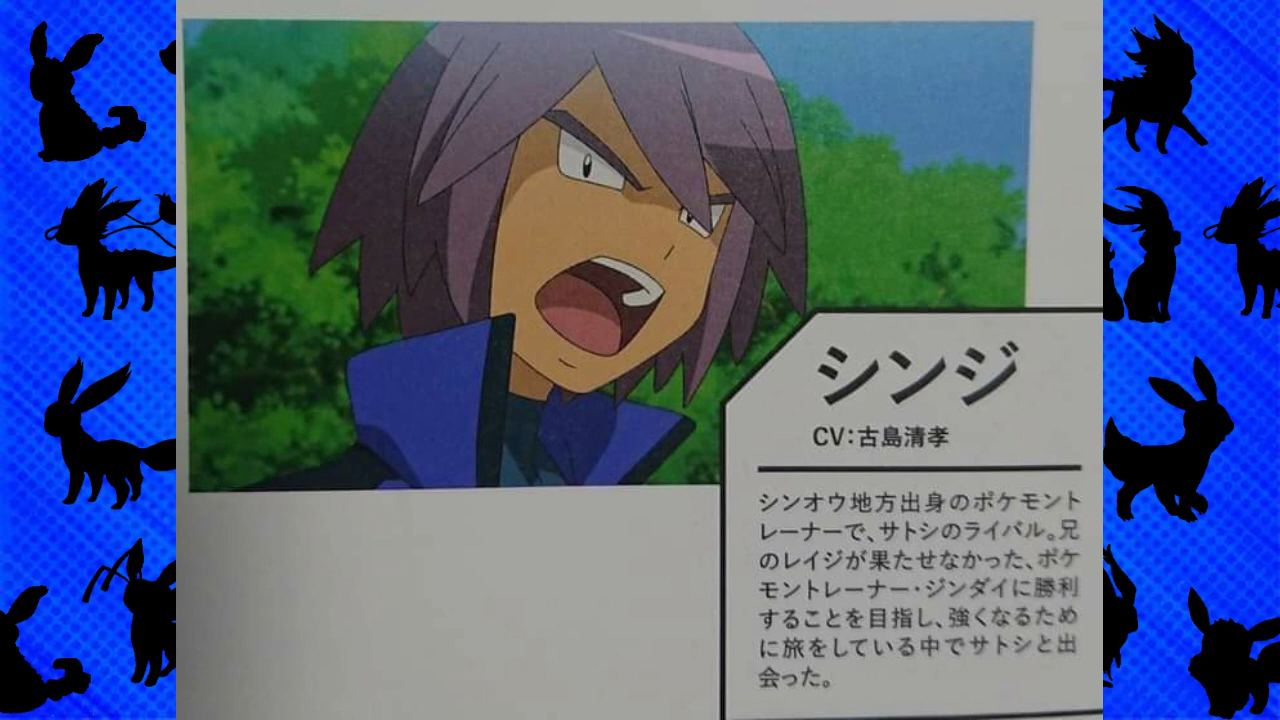 シンジ
CV:古島清孝
シンオウ地方出身のポケモント
レーナーで、サトシのライバル。兄
のレイジが果たせなかった、ポケ
モントレーナー・ジンダイに勝利
することを目指し、強くなるため
に旅をしている中でサトシと出
会った。